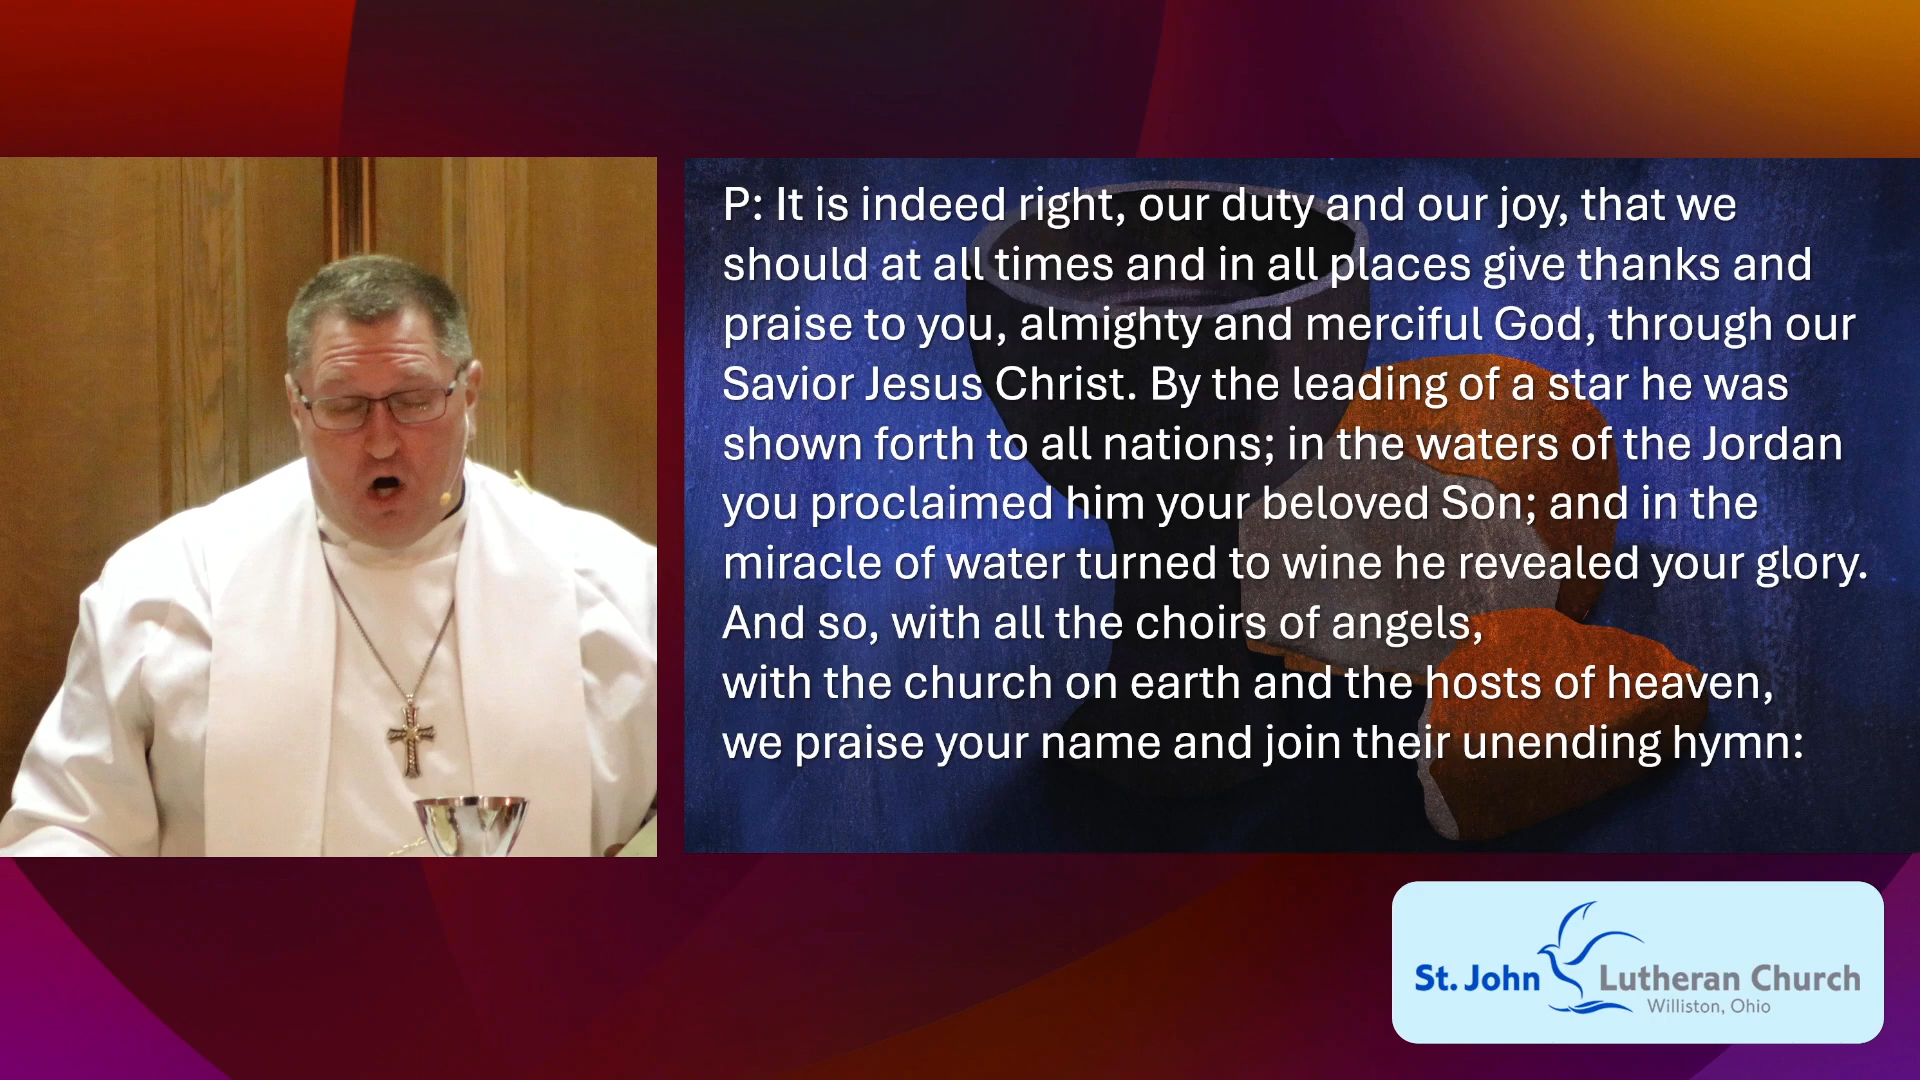 P: It is indeed right, our duty and our joy, that we
should at all times and in all places give thanks and
praise to you, almighty and merciful God, through our
Savior Jesus Christ. By the leading of a star he was
shown forth to all nations; in the waters of the Jordan
you proclaimed him your beloved Son; and in the
miracle of water turned to wine he revealed your glory.
And so, with all the choirs of angels,
with the church on earth and the hosts of heaven,
we praise your name and join their unending hymn:
St. John Lutheran Church
Williston, Ohio